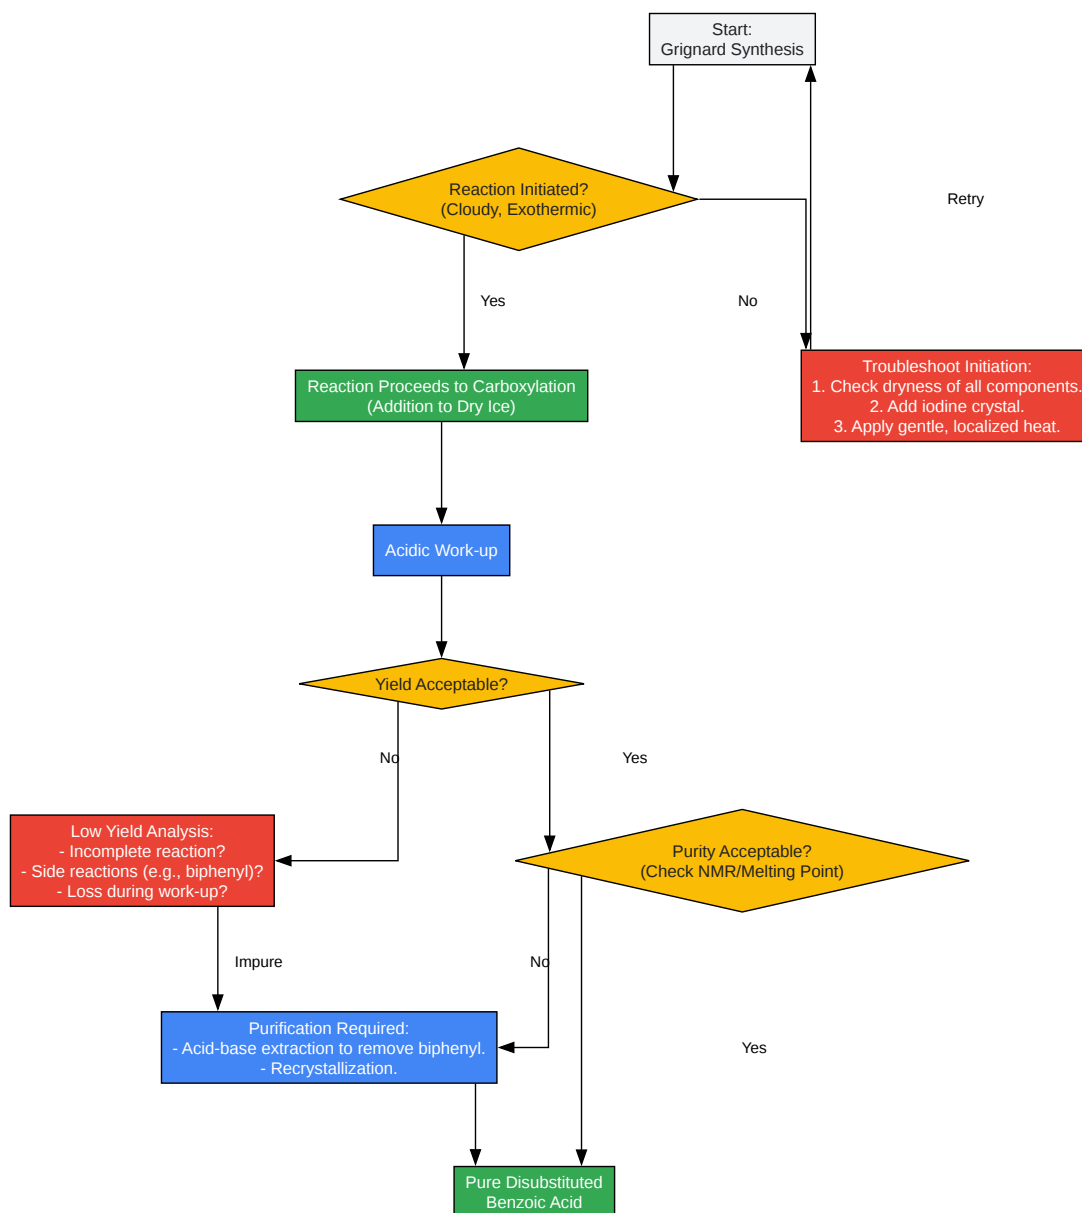 Start:
Grignard Synthesis
Reaction Initiated?
(Cloudy, Exothermic)
Retry
Yes
No
Troubleshoot Initiation:
1. Check dryness of all components.
2. Add iodine crystal.
3. Apply gentle, localized heat.
Reaction Proceeds to Carboxylation
(Addition to Dry Ice)
Acidic Work-up
Yield Acceptable?
No
Yes
Low Yield Analysis:
- Incomplete reaction?
- Side reactions (e.g., biphenyl)?
- Loss during work-up?
Purity Acceptable?
(Check NMR/Melting Point)
Impure
No
Purification Required:
- Acid-base extraction to remove biphenyl.
- Recrystallization.
Yes
Pure Disubstituted
Benzoic Acid